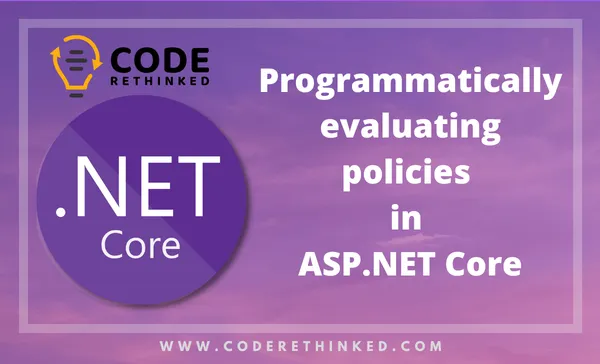 CODE
RETHINKED
.NET
Core
Programmatically
evaluating
policies
in
ASP.NET Core
WWW.CODERETHINKED.COM